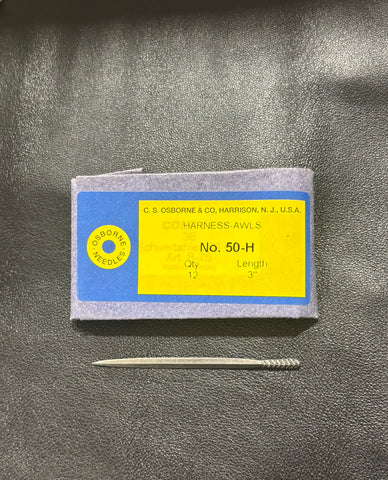 C. S. OSBORNE & CO, HARRISON, N. J., U.S.A.
HARNESS-AWLS
No. 50-H
Qty. Length
12 3"
OSBORNE
NEEDLES